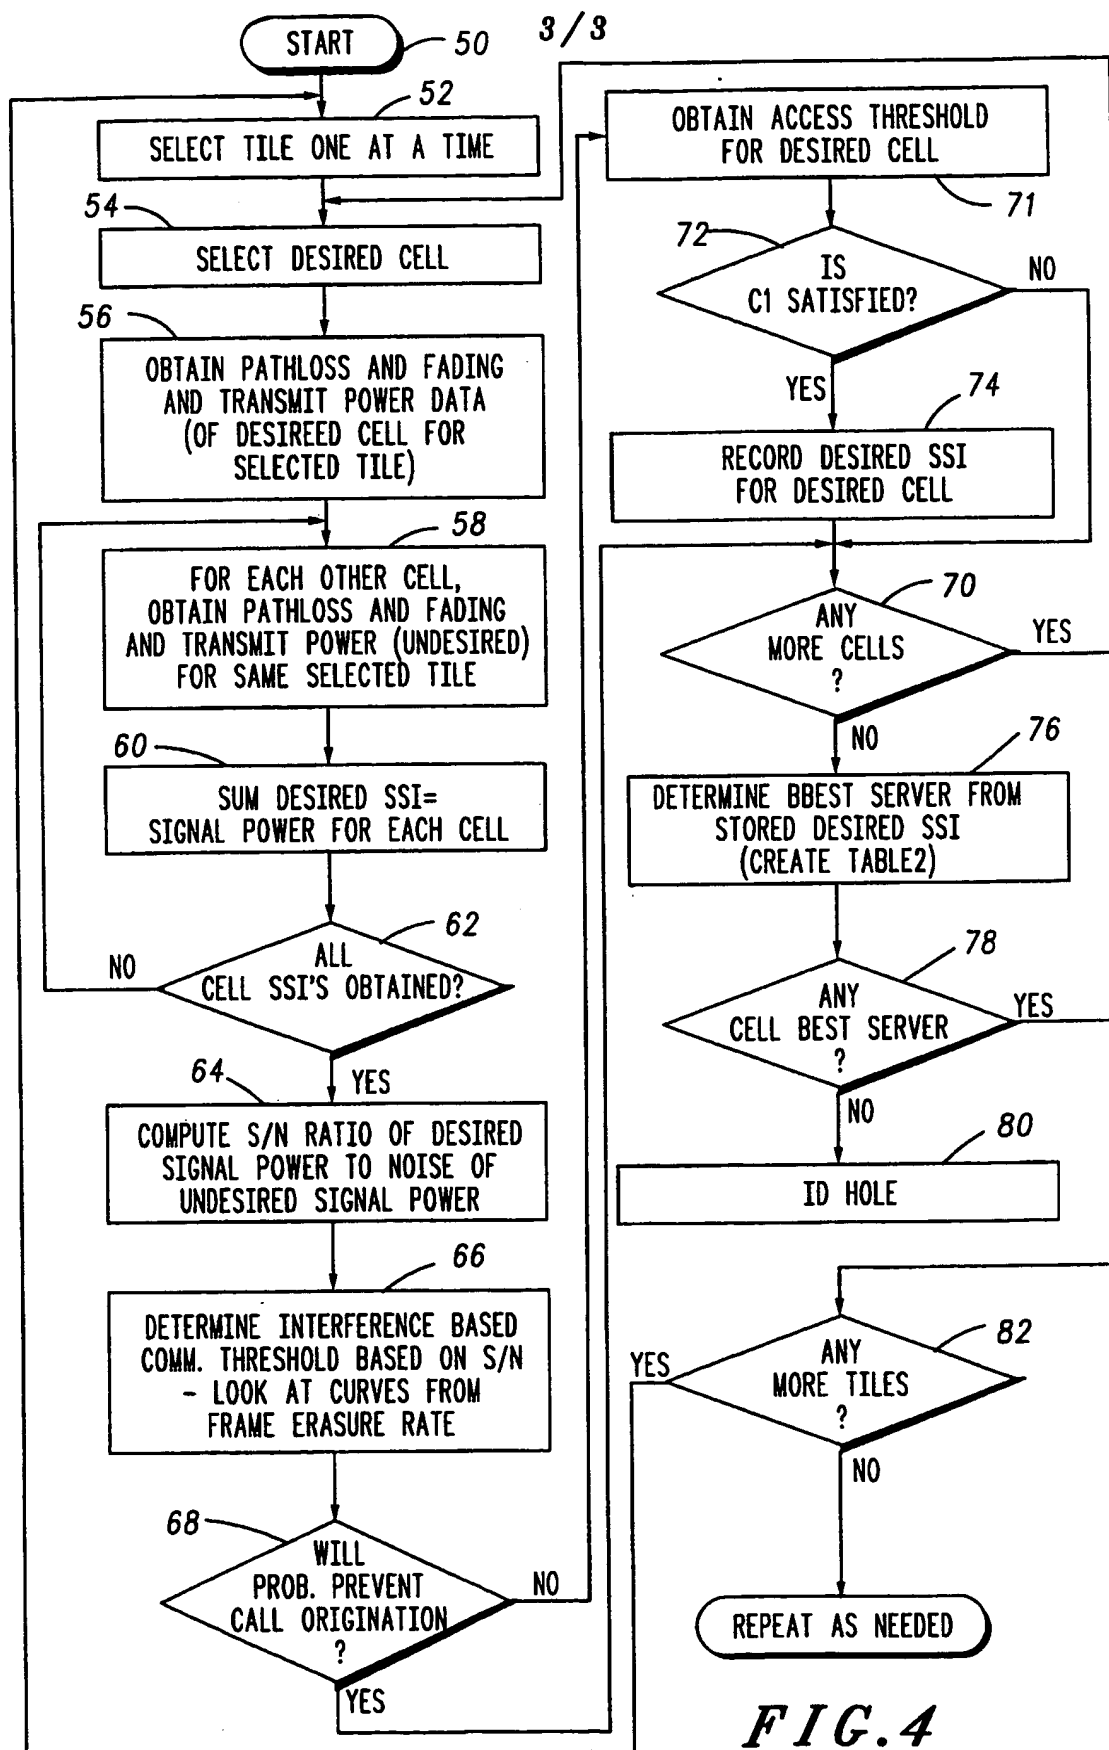 3/3
START
50
52
SELECT TILE ONE AT A TIME
54
SELECT DESIRED CELL
56
OBTAIN PATHLOSS AND FADING
AND TRANSMIT POWER DATA
(OF DESIREED CELL FOR
SELECTED TILE)
58
FOR EACH OTHER CELL,
OBTAIN PATHLOSS AND FADING
AND TRANSMIT POWER (UNDESIRED)
FOR SAME SELECTED TILE
60
SUM DESIRED SSI=
SIGNAL POWER FOR EACH CELL
62
ALL
CELL SSI'S OBTAINED?
NO
YES
64
COMPUTE S/N RATIO OF DESIRED
SIGNAL POWER TO NOISE OF
UNDESIRED SIGNAL POWER
66
DETERMINE INTERFERENCE BASED
COMM. THRESHOLD BASED ON S/N
- LOOK AT CURVES FROM
FRAME ERASURE RATE
68
WILL
PROB. PREVENT
CALL ORIGINATION
?
NO
YES
OBTAIN ACCESS THRESHOLD
FOR DESIRED CELL
71
72
IS
C1 SATISFIED?
NO
YES
74
RECORD DESIRED SSI
FOR DESIRED CELL
70
ANY
MORE CELLS
?
YES
NO
76
DETERMINE BBEST SERVER FROM
STORED DESIRED SSI
(CREATE TABLE2)
78
ANY
CELL BEST SERVER
?
YES
NO
80
ID HOLE
82
ANY
MORE TILES
?
YES
NO
REPEAT AS NEEDED
FIG.4